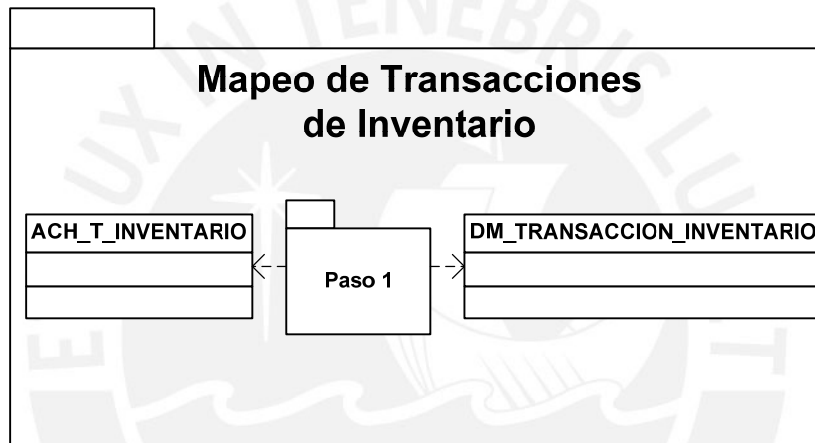 Mapeo de Transacciones
de Inventario
ACH_T_INVENTARIO
Paso 1
DM_TRANSACCION_INVENTARIO